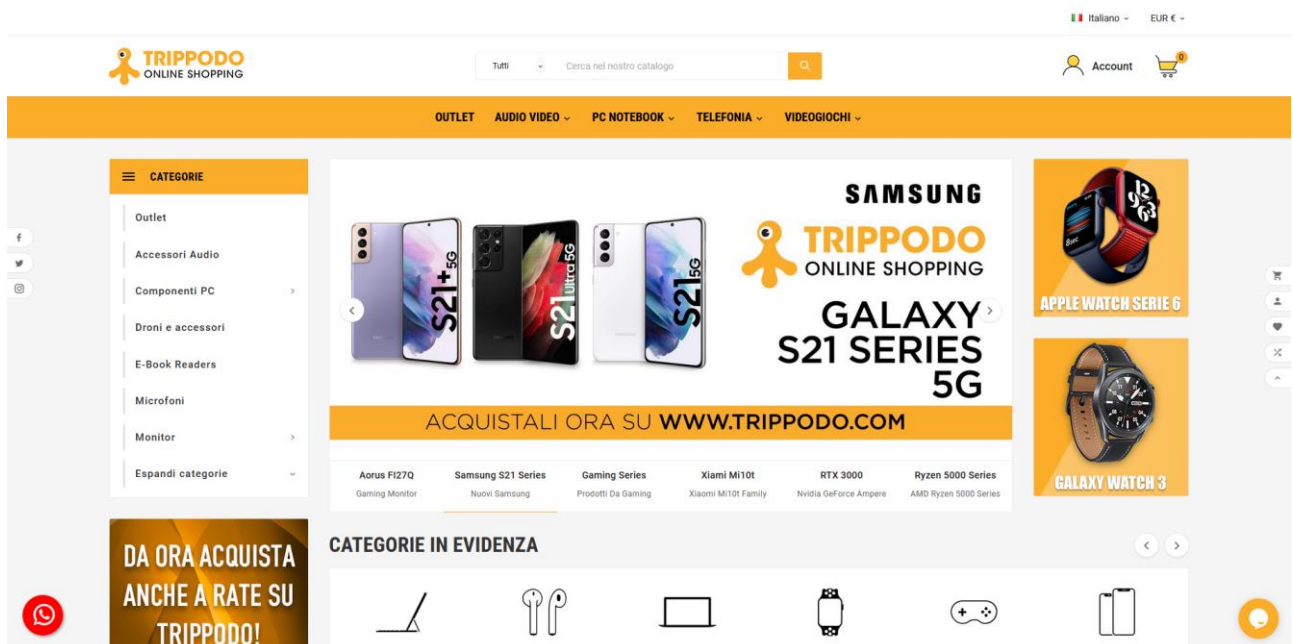 Italiano
EUR €
TRIPPODO
ONLINE SHOPPING
Tutti
Cerca nel nostro catalogo
Account
0
OUTLET AUDIO VIDEO PC NOTEBOOK TELEFONIA VIDEOGIOCHI
CATEGORIE
Outlet
Accessori Audio
Componenti PC
Droni e accessori
E-Book Readers
Microfoni
Monitor
Espandi categorie
SAMSUNG
TRIPPODO
ONLINE SHOPPING
S21+ 5G
S21 Ultra 5G
S21 5G
GALAXY
S21 SERIES
5G
ACQUISTALI ORA SU WWW.TRIPPODO.COM
Aorus FI27Q
Gaming Monitor
Samsung S21 Series
Nuovi Samsung
Gaming Series
Prodotti Da Gaming
Xiami Mi10t
Xiaomi Mi10t Family
RTX 3000
Nvidia GeForce Ampere
Ryzen 5000 Series
AMD Ryzen 5000 Series
APPLE WATCH SERIE 6
GALAXY WATCH 3
DA ORA ACQUISTA
ANCHE A RATE SU
TRIPPODO!
CATEGORIE IN EVIDENZA